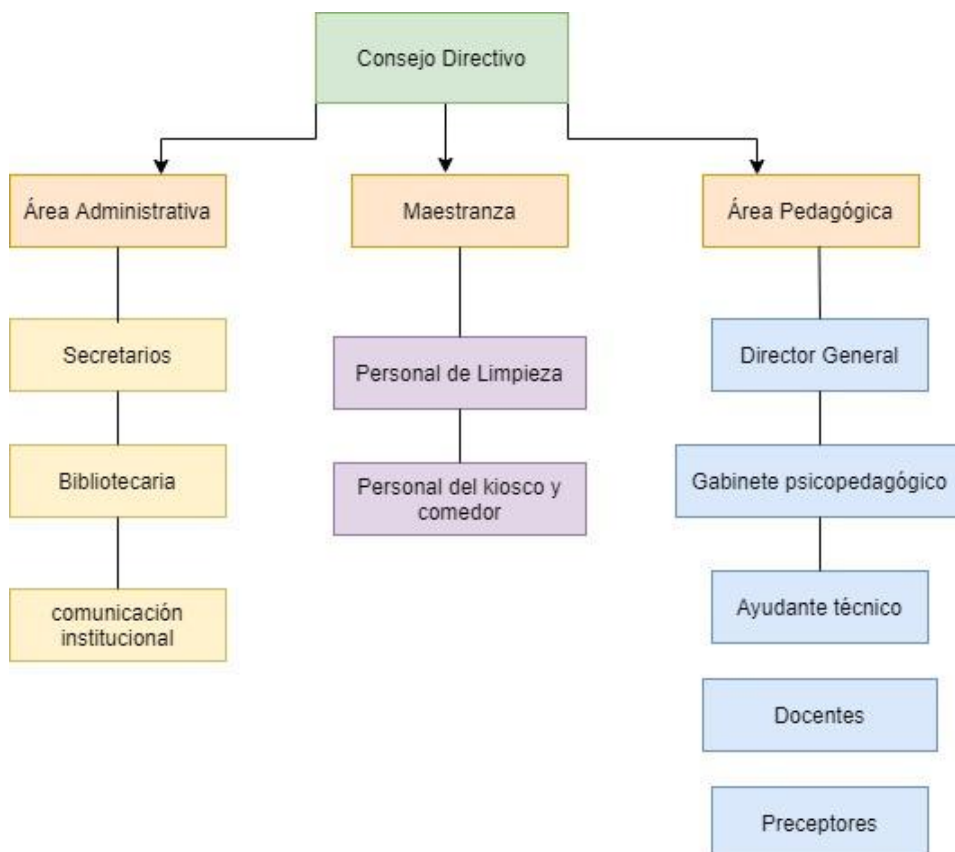 Consejo Directivo
Área Administrativa
Maestranza
Área Pedagógica
Secretarios
Personal de Limpieza
Director General
Bibliotecaria
Personal del kiosco y
comedor
Gabinete psicopedagógico
comunicación
institucional
Ayudante técnico
Docentes
Preceptores